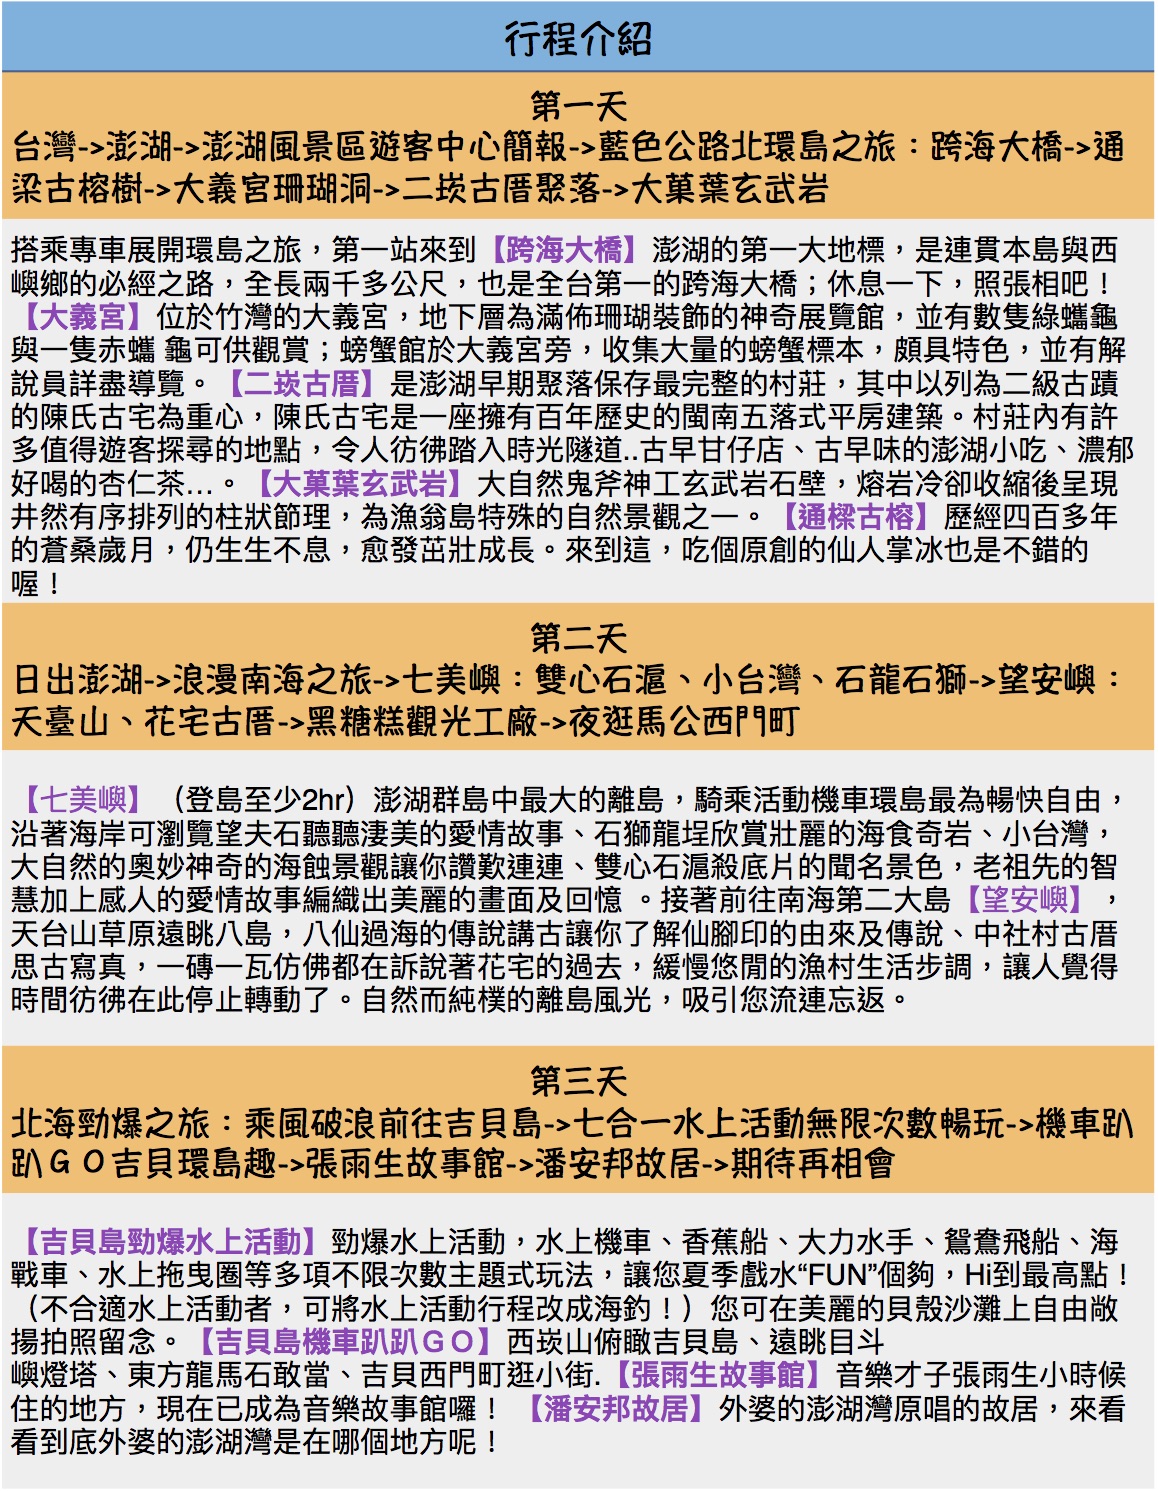 行程介紹
第一天
台灣->澎湖->澎湖風景區遊客中心簡報->藍色公路北環島之旅：跨海大橋->通
梁古榕樹->大義宮珊瑚洞->二崁古厝聚落->大菓葉玄武岩
搭乘專車展開環島之旅，第一站來到【跨海大橋】澎湖的第一大地標，是連貫本島與西
嶼鄉的必經之路，全長兩千多公尺，也是全台第一的跨海大橋；休息一下，照張相吧！
【大義宮】位於竹灣的大義宮，地下層為滿佈珊瑚裝飾的神奇展覽館，並有數隻綠蠵龜
與一隻赤蠵 龜可供觀賞；螃蟹館於大義宮旁，收集大量的螃蟹標本，頗具特色，並有解
說員詳盡導覽。【二崁古厝】是澎湖早期聚落保存最完整的村莊，其中以列為二級古蹟
的陳氏古宅為重心，陳氏古宅是一座擁有百年歷史的閩南五落式平房建築。村莊內有許
多值得遊客探尋的地點，令人彷彿踏入時光隧道..古早甘仔店、古早味的澎湖小吃、濃郁
好喝的杏仁茶...。【大菓葉玄武岩】大自然鬼斧神工玄武岩石壁，熔岩冷卻收縮後呈現
井然有序排列的柱狀節理，為漁翁島特殊的自然景觀之一。【通樑古榕】歷經四百多年
的蒼桑歲月，仍生生不息，愈發茁壯成長。來到這，吃個原創的仙人掌冰也是不錯的
喔！
第二天
日出澎湖->浪漫南海之旅->七美嶼：雙心石滬、小台灣、石龍石獅->望安嶼：
天臺山、花宅古厝->黑糖糕觀光工廠->夜逛馬公西門町
【七美嶼】（登島至少2hr）澎湖群島中最大的離島，騎乘活動機車環島最為暢快自由，
沿著海岸可瀏覽望夫石聽聽淒美的愛情故事、石獅龍埕欣賞壯麗的海食奇岩、小台灣，
大自然的奧妙神奇的海蝕景觀讓你讚歎連連、雙心石滬殺底片的聞名景色，老祖先的智
慧加上感人的愛情故事編織出美麗的畫面及回憶 。接著前往南海第二大島【望安嶼】，
天台山草原遠眺八島，八仙過海的傳說講古讓你了解仙腳印的由來及傳說、中社村古厝
思古寫真，一磚一瓦仿佛都在訴說著花宅的過去，緩慢悠閒的漁村生活步調，讓人覺得
時間彷彿在此停止轉動了。自然而純樸的離島風光，吸引您流連忘返。
第三天
北海勁爆之旅：乘風破浪前往吉貝島->七合一水上活動無限次數暢玩->機車趴
趴ＧＯ吉貝環島趣->張雨生故事館->潘安邦故居->期待再相會
【吉貝島勁爆水上活動】勁爆水上活動，水上機車、香蕉船、大力水手、鴛鴦飛船、海
戰車、水上拖曳圈等多項不限次數主題式玩法，讓您夏季戲水“FUN”個夠，Hi到最高點！
（不合適水上活動者，可將水上活動行程改成海釣！）您可在美麗的貝殼沙灘上自由敞
揚拍照留念。【吉貝島機車趴趴ＧＯ】西崁山俯瞰吉貝島、遠眺目斗
嶼燈塔、東方龍馬石敢當、吉貝西門町逛小街.【張雨生故事館】音樂才子張雨生小時候
住的地方，現在已成為音樂故事館囉！【潘安邦故居】外婆的澎湖灣原唱的故居，來看
看到底外婆的澎湖灣是在哪個地方呢！